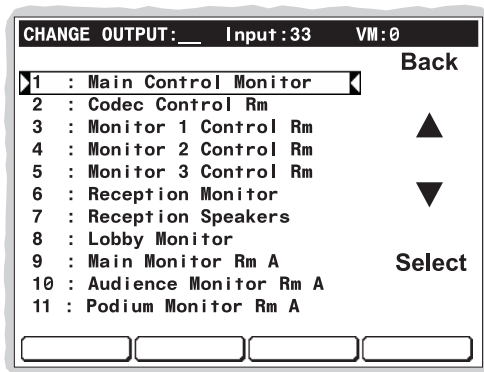 CHANGE OUTPUT:__ Input:33 VM:0
Back
1 : Main Control Monitor
2 : Codec Control Rm
3 : Monitor 1 Control Rm
4 : Monitor 2 Control Rm
5 : Monitor 3 Control Rm
6 : Reception Monitor
7 : Reception Speakers
8 : Lobby Monitor
9 : Main Monitor Rm A
Select
10 : Audience Monitor Rm A
11 : Podium Monitor Rm A